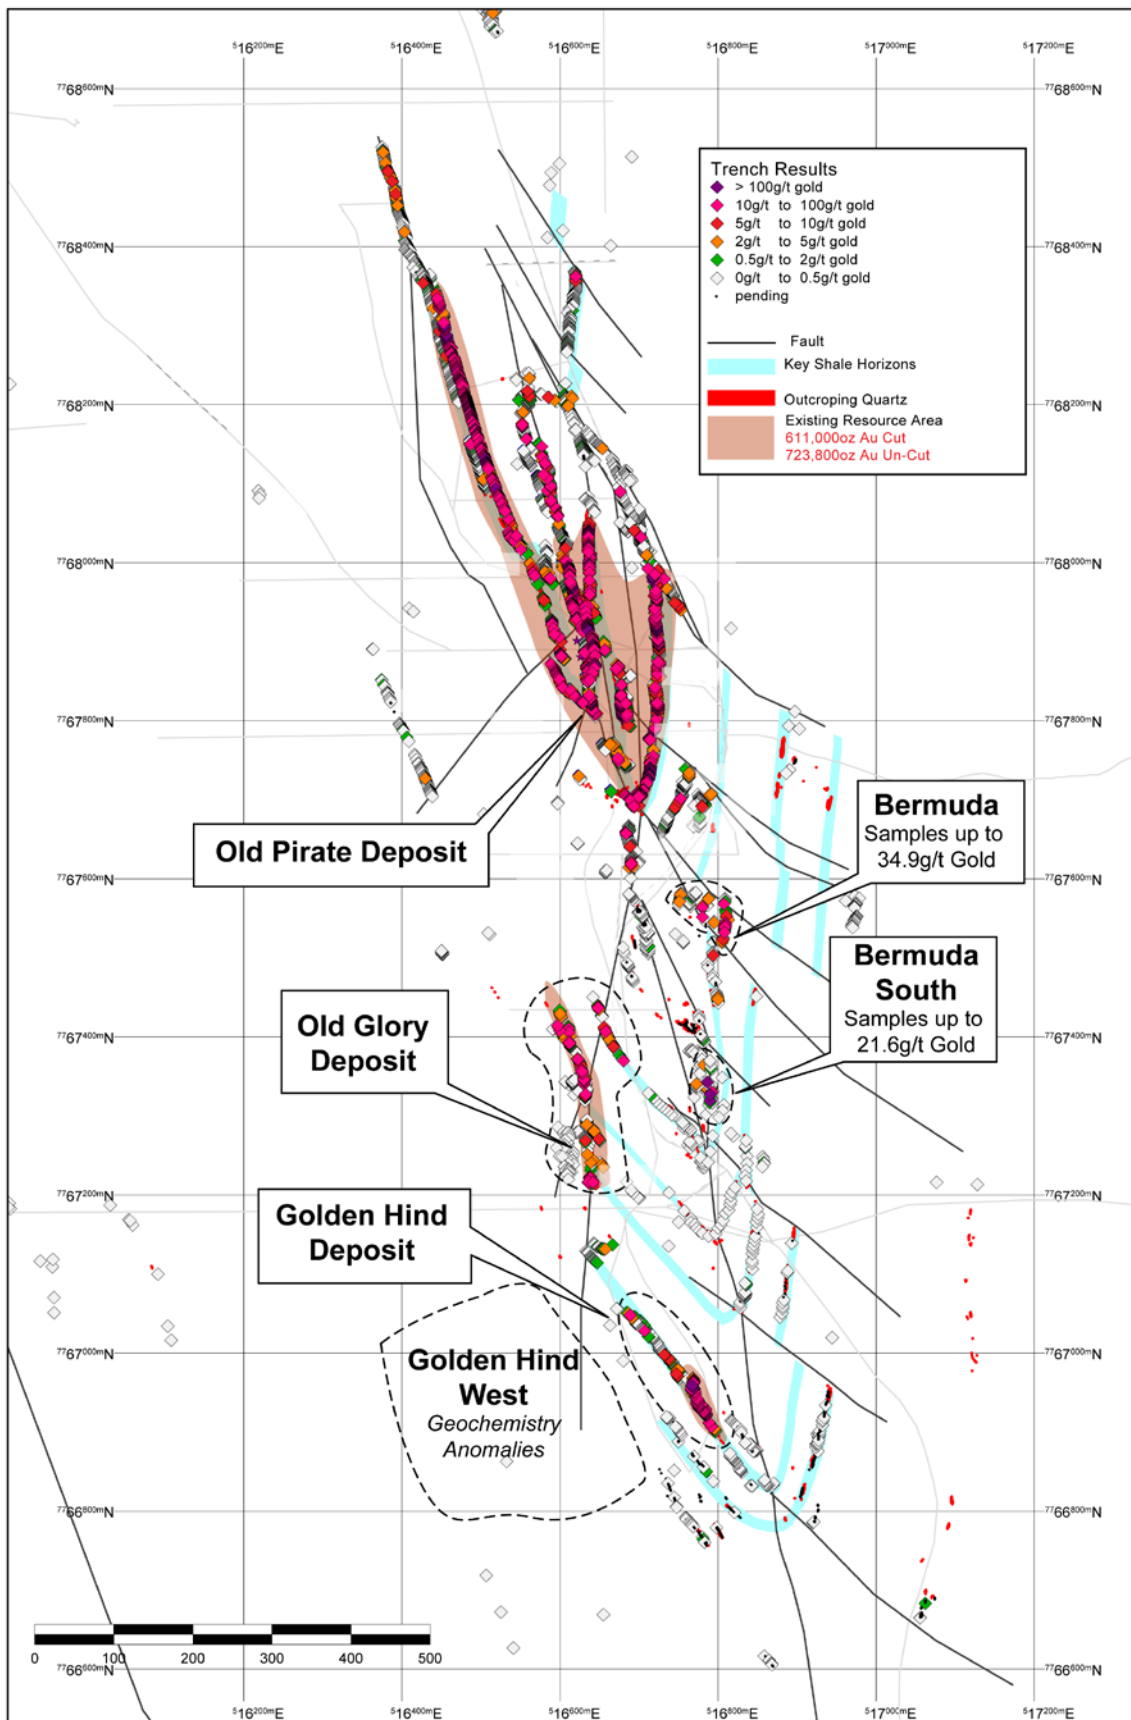 516200mE 516400mE 516600mE 516800mE 517000mE 517200mE
7768600mN 7768600mN
Trench Results
> 100g/t gold
10g/t to 100g/t gold
5g/t to 10g/t gold
2g/t to 5g/t gold
0.5g/t to 2g/t gold
0g/t to 0.5g/t gold
pending
Fault
Key Shale Horizons
Outcroping Quartz
Existing Resource Area
611,000oz Au Cut
723,800oz Au Un-Cut
7768400mN 7768400mN
7768200mN 7768200mN
7768000mN 7768000mN
7767800mN 7767800mN
Old Pirate Deposit
Bermuda
Samples up to
34.9g/t Gold
7767600mN 7767600mN
Bermuda
South
Samples up to
21.6g/t Gold
Old Glory
Deposit
7767400mN 7767400mN
7767200mN 7767200mN
Golden Hind
Deposit
7767000mN 7767000mN
Golden Hind
West
Geochemistry
Anomalies
7766800mN 7766800mN
0 100 200 300 400 500
7766600mN 7766600mN
516200mE 516400mE 516600mE 516800mE 517000mE 517200mE